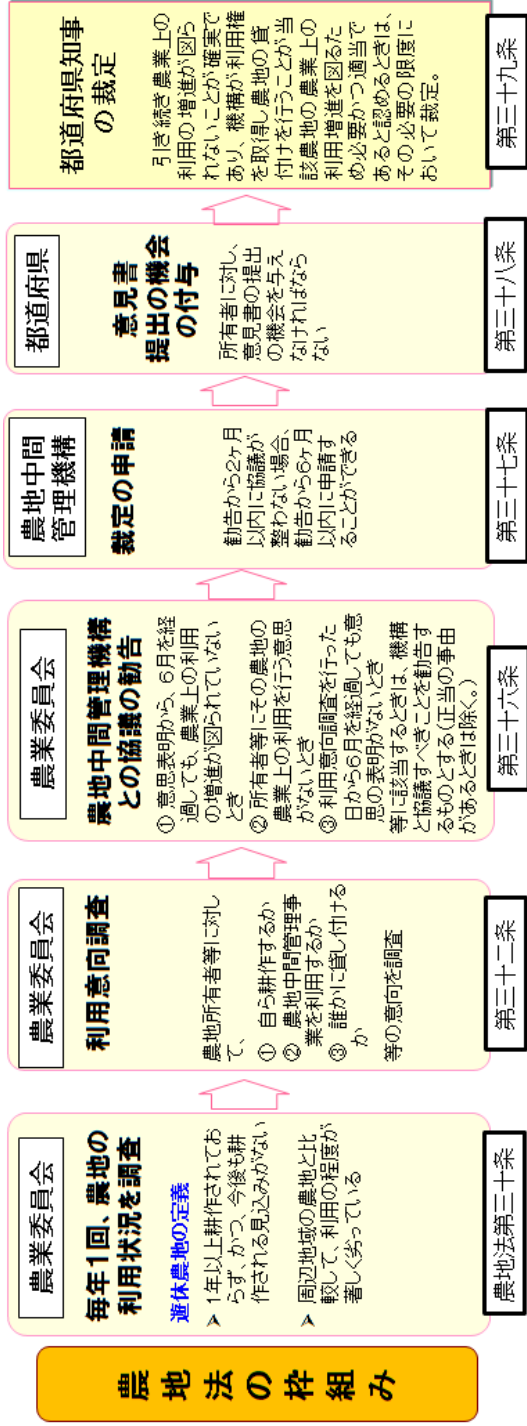 農地法の枠組み
農業委員会
毎年1回、農地の
利用状況を調査
遊休農地の定義
➢ 1年以上耕作されてお
らず、かつ、今後も耕
作される見込みがない
➢ 周辺地域の農地と比
較して、利用の程度が
著しく劣っている
農地法第三十条
農業委員会
利用意向調査
農地所有者等に対し
て、
① 自ら耕作するか
② 農地中間管理事
業を利用するか
③ 誰かに貸し付ける
か
等の意向を調査
第三十二条
農業委員会
農地中間管理機構
との協議の勧告
① 意思表明から、6月を経
過しても、農業上の利用
の増進が図られていない
とき
② 所有者等にその農地の
農業上の利用を行う意思
がないとき
③ 利用意向調査を行った
日から6月を経過しても意
思の表明がないとき
等に該当するときは、機構
と協議すべきことを勧告す
るものとする(正当の事由
があるときは除く。)
第三十六条
農地中間
管理機構
裁定の申請
勧告から2ヶ月
以内に協議が
整わない場合、
勧告から6ヶ月
以内に申請す
ることができる
第三十七条
都道府県
意見書
提出の機会
の付与
所有者に対し、
意見書の提出
の機会を与え
なければなら
ない
第三十八条
都道府県知事
の裁定
引き続き農業上の
利用の増進が図ら
れないことが確実で
あり、機構が利用権
を取得し農地の貸
付けを行うことが当
該農地の農業上の
利用増進を図るた
め必要かつ適当で
あると認めるときは、
その必要の限度に
おいて裁定。
第三十九条